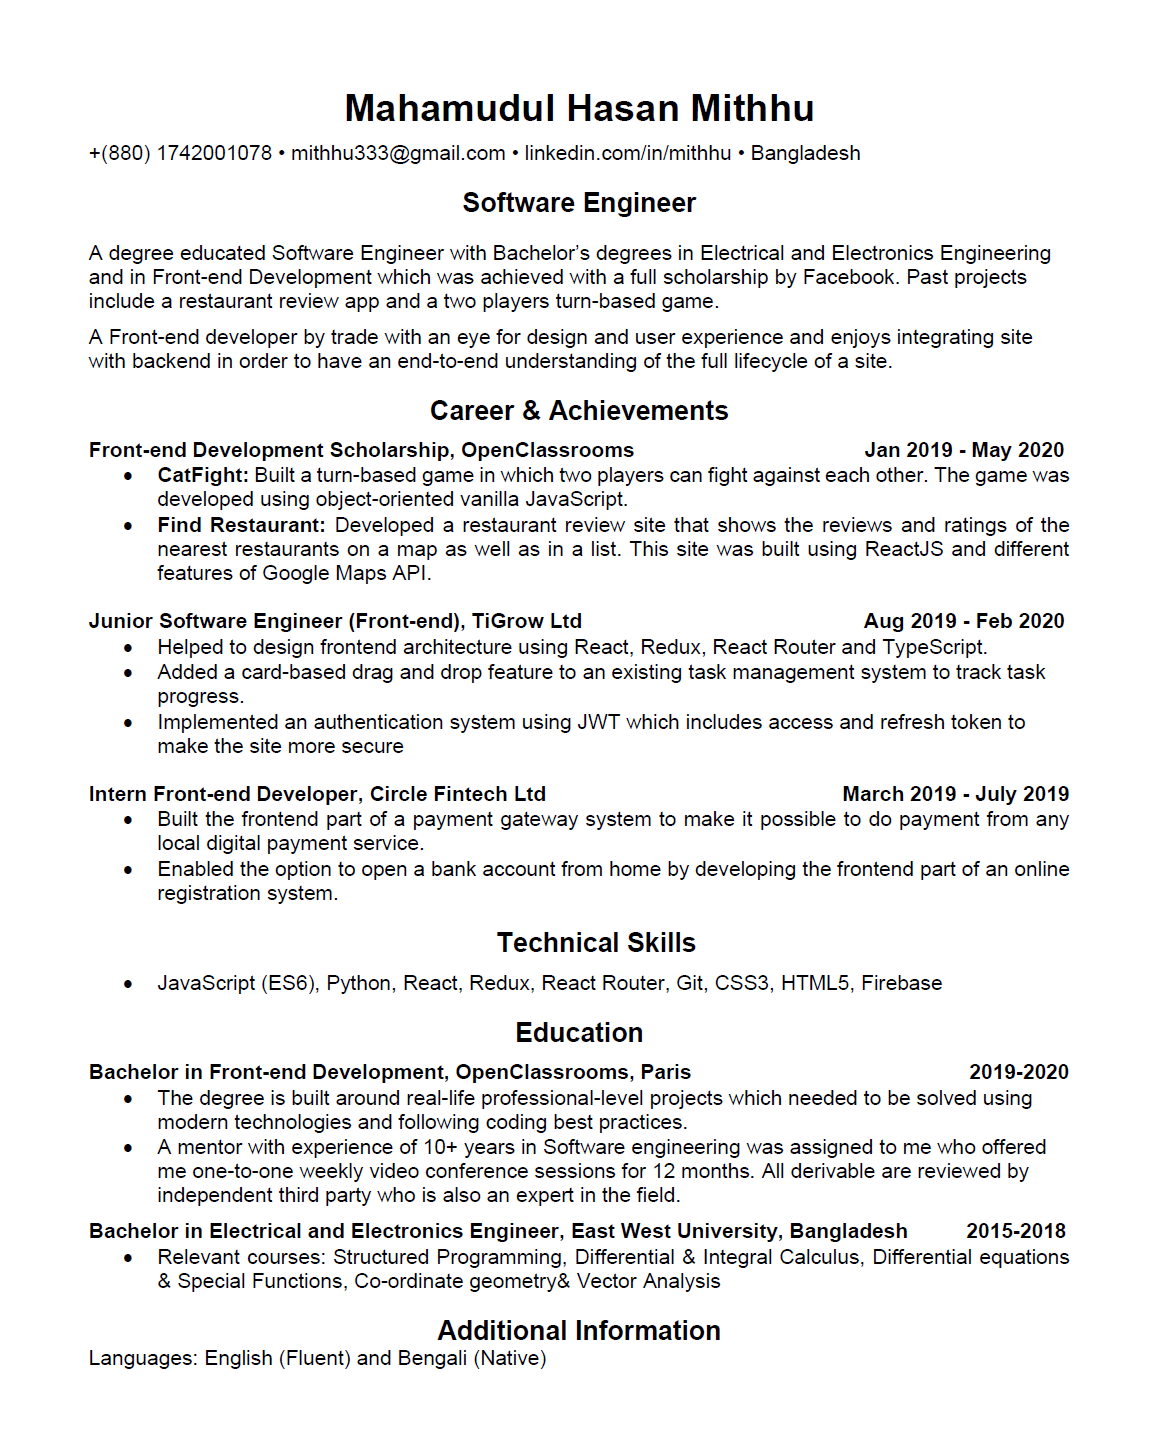 Mahamudul Hasan Mithhu
+(880) 1742001078 • mithhu333@gmail.com • linkedin.com/in/mithhu • Bangladesh
Software Engineer
A degree educated Software Engineer with Bachelor’s degrees in Electrical and Electronics Engineering
and in Front-end Development which was achieved with a full scholarship by Facebook. Past projects
include a restaurant review app and a two players turn-based game.
A Front-end developer by trade with an eye for design and user experience and enjoys integrating site
with backend in order to have an end-to-end understanding of the full lifecycle of a site.
Career & Achievements
Front-end Development Scholarship, OpenClassrooms Jan 2019 - May 2020
● CatFight: Built a turn-based game in which two players can fight against each other. The game was
developed using object-oriented vanilla JavaScript.
● Find Restaurant: Developed a restaurant review site that shows the reviews and ratings of the
nearest restaurants on a map as well as in a list. This site was built using ReactJS and different
features of Google Maps API.
Junior Software Engineer (Front-end), TiGrow Ltd Aug 2019 - Feb 2020
● Helped to design frontend architecture using React, Redux, React Router and TypeScript.
● Added a card-based drag and drop feature to an existing task management system to track task
progress.
● Implemented an authentication system using JWT which includes access and refresh token to
make the site more secure
Intern Front-end Developer, Circle Fintech Ltd March 2019 - July 2019
● Built the frontend part of a payment gateway system to make it possible to do payment from any
local digital payment service.
● Enabled the option to open a bank account from home by developing the frontend part of an online
registration system.
Technical Skills
● JavaScript (ES6), Python, React, Redux, React Router, Git, CSS3, HTML5, Firebase
Education
Bachelor in Front-end Development, OpenClassrooms, Paris 2019-2020
● The degree is built around real-life professional-level projects which needed to be solved using
modern technologies and following coding best practices.
● A mentor with experience of 10+ years in Software engineering was assigned to me who offered
me one-to-one weekly video conference sessions for 12 months. All derivable are reviewed by
independent third party who is also an expert in the field.
Bachelor in Electrical and Electronics Engineer, East West University, Bangladesh 2015-2018
● Relevant courses: Structured Programming, Differential & Integral Calculus, Differential equations
& Special Functions, Co-ordinate geometry& Vector Analysis
Additional Information
Languages: English (Fluent) and Bengali (Native)